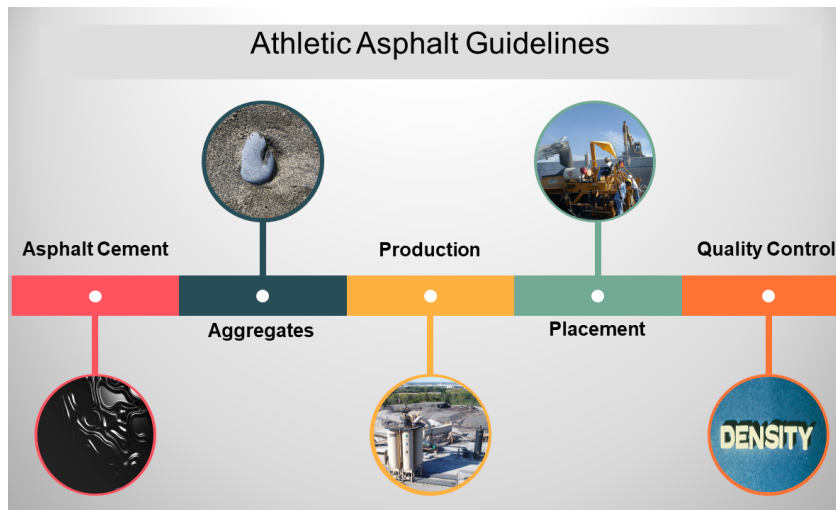 Athletic Asphalt Guidelines
Asphalt Cement
Production
Quality Control
Aggregates
Placement
DENSITY